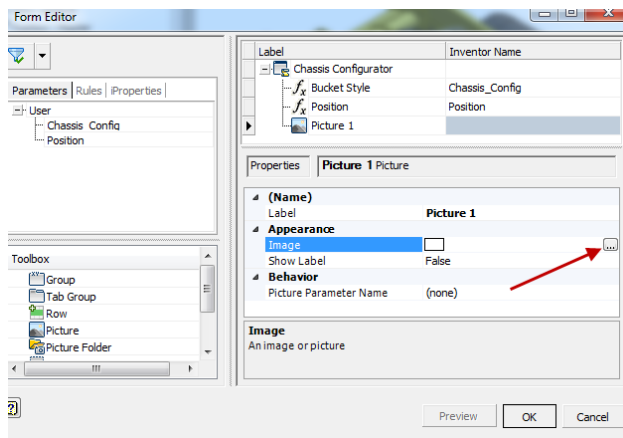 Form Editor
Label Inventor Name
Chassis Configurator
fx Bucket Style Chassis_Config
fx Position Position
Picture 1
Parameters Rules iProperties
User
Chassis_Config
Position
Properties Picture 1 Picture
(Name)
Label Picture 1
Appearance
Image ...
Show Label False
Behavior
Picture Parameter Name (none)
Toolbox
Group
Tab Group
Row
Picture
Picture Folder
Image
An image or picture
Preview OK Cancel